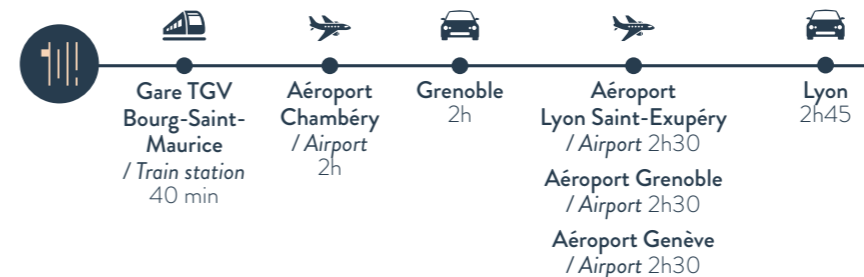 Gare TGV
Bourg-Saint-
Maurice
/ Train station
40 min
Aéroport
Chambéry
/ Airport
2h
Grenoble
2h
Aéroport
Lyon Saint-Exupéry
/ Airport 2h30
Aéroport Grenoble
/ Airport 2h30
Aéroport Genève
/ Airport 2h30
Lyon
2h45